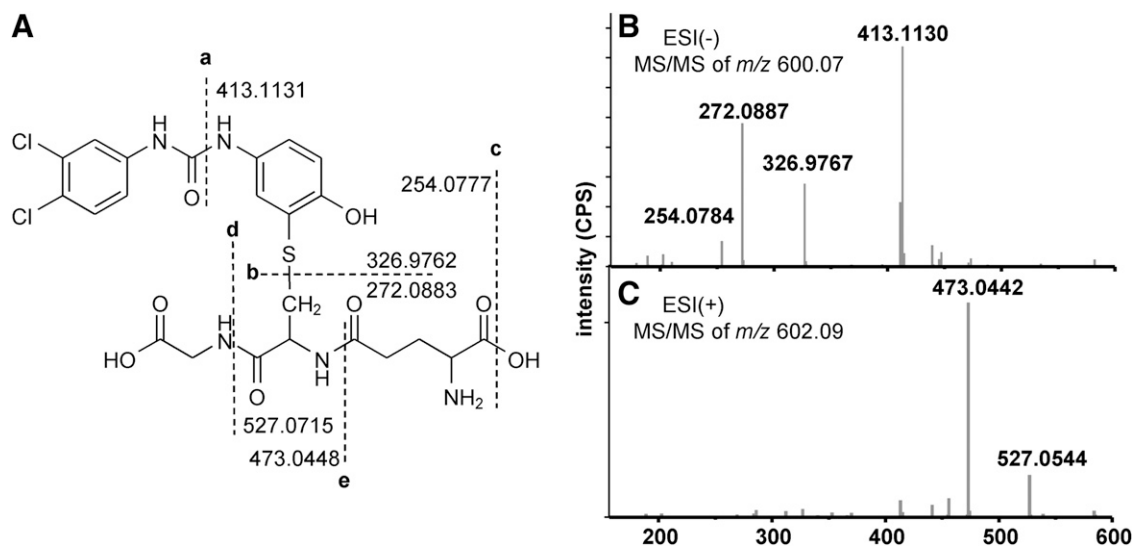 A
a
413.1131
Cl
H
N
H
N
O
Cl
OH
c
254.0777
d
S
b
326.9762
272.0883
O
CH₂
O
O
HO
H
N
O
N
H
NH₂
OH
527.0715
473.0448
e
B
ESI(-)
MS/MS of m/z 600.07
413.1130
272.0887
326.9767
254.0784
intensity (CPS)
C
ESI(+)
MS/MS of m/z 602.09
473.0442
527.0544
200 300 400 500 600